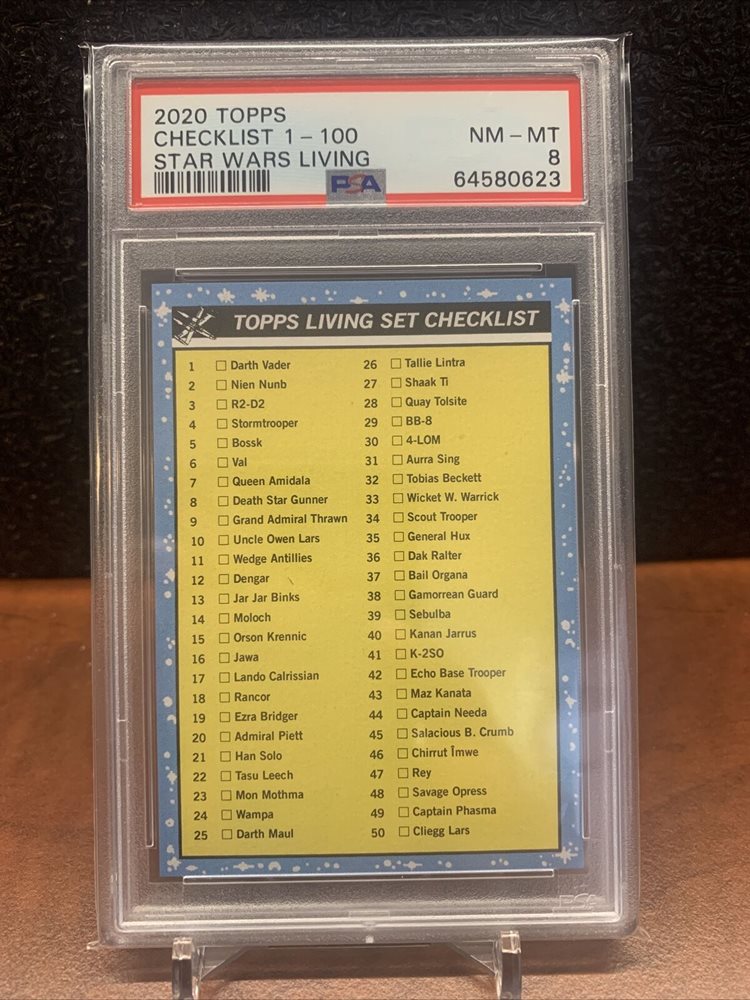 2020 TOPPS
CHECKLIST 1 - 100 NM - MT
STAR WARS LIVING 8
PSA 64580623
TOPPS LIVING SET CHECKLIST
1 Darth Vader
2 Nien Nunb
3 R2-D2
4 Stormtrooper
5 Bossk
6 Val
7 Queen Amidala
8 Death Star Gunner
9 Grand Admiral Thrawn
10 Uncle Owen Lars
11 Wedge Antillies
12 Dengar
13 Jar Jar Binks
14 Moloch
15 Orson Krennic
16 Jawa
17 Lando Calrissian
18 Rancor
19 Ezra Bridger
20 Admiral Piett
21 Han Solo
22 Tasu Leech
23 Mon Mothma
24 Wampa
25 Darth Maul
26 Tallie Lintra
27 Shaak Ti
28 Quay Tolsite
29 BB-8
30 4-LOM
31 Aurra Sing
32 Tobias Beckett
33 Wicket W. Warrick
34 Scout Trooper
35 General Hux
36 Dak Ralter
37 Bail Organa
38 Gamorrean Guard
39 Sebulba
40 Kanan Jarrus
41 K-2SO
42 Echo Base Trooper
43 Maz Kanata
44 Captain Needa
45 Salacious B. Crumb
46 Chirrut Îmwe
47 Rey
48 Savage Opress
49 Captain Phasma
50 Cliegg Lars
PSA